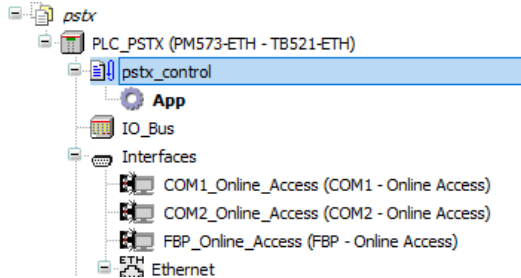 pstx
PLC_PSTX (PM573-ETH - TB521-ETH)
pstx_control
App
IO_Bus
Interfaces
COM1_Online_Access (COM1 - Online Access)
COM2_Online_Access (COM2 - Online Access)
FBP_Online_Access (FBP - Online Access)
ETH Ethernet